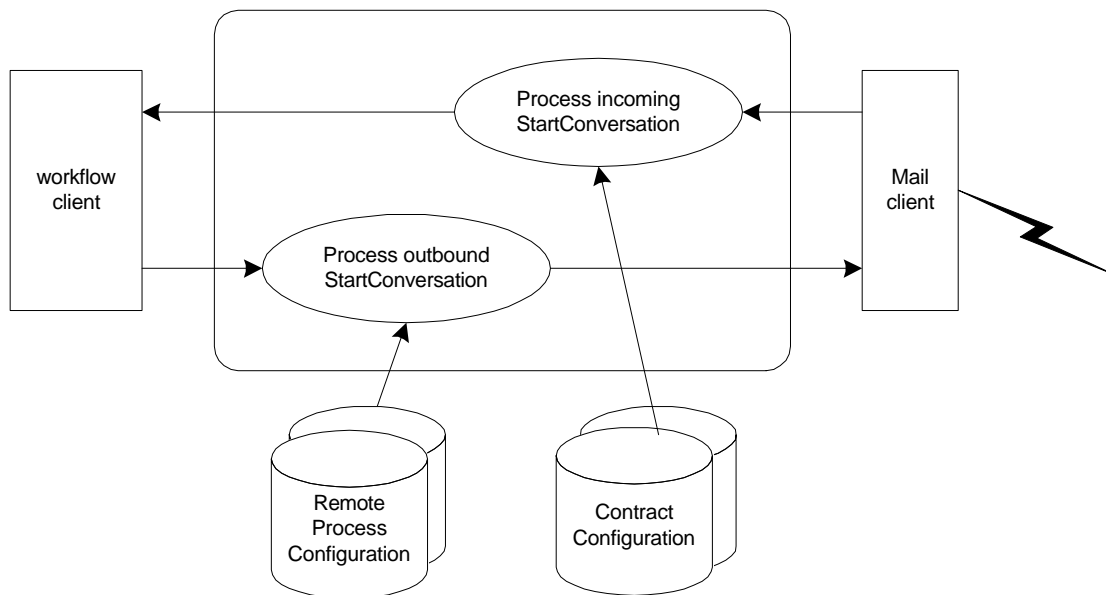 Process incoming
StartConversation
workflow
client
Mail
client
Process outbound
StartConversation
Remote
Process
Configuration
Contract
Configuration